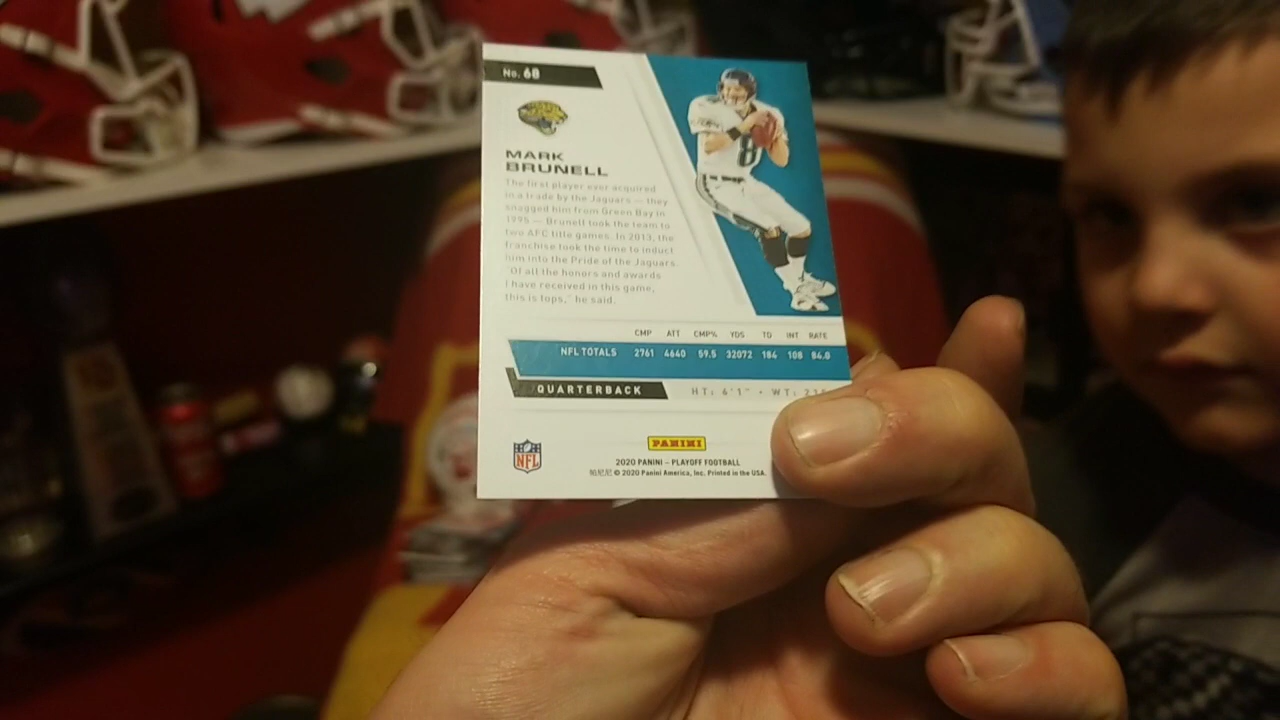 No. 60
MARK
BRUNELL
The first player ever acquired
in a trade by the Jaguars — they
snagged him from Green Bay in
1995 — Brunell took the team to
two AFC title games. In 2013, the
franchise took the time to induct
him into the Pride of the Jaguars.
"Of all the honors and awards
I have received in this game,
this is tops," he said.
8
CMP ATT CMP% YDS TD INT RATE
NFL TOTALS 2761 4640 59.5 32072 184 108 84.0
QUARTERBACK HT: 6'1" • WT:
NFL
PANINI
2020 PANINI – PLAYOFF FOOTBALL
© 2020 Panini America, Inc. Printed in the USA.